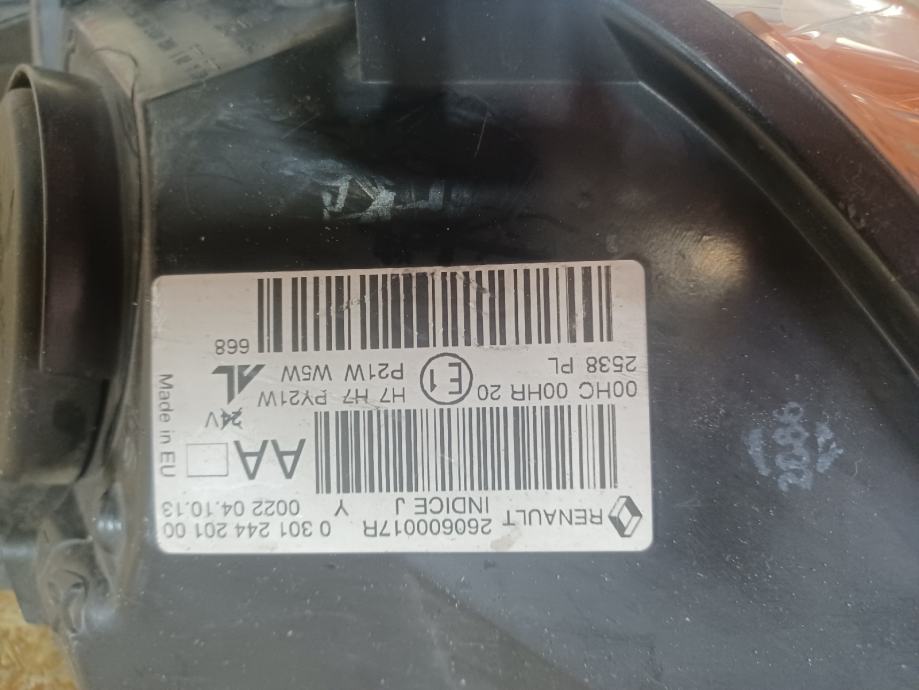 RENAULT 260600017R 0 301 244 201 00
INDICE J Y 0022 04.10.13
AA
24V
Made in EU
00HC 00HR 20 E1 H7 H7 PY21W AL
2538 PL P21W W5W
668